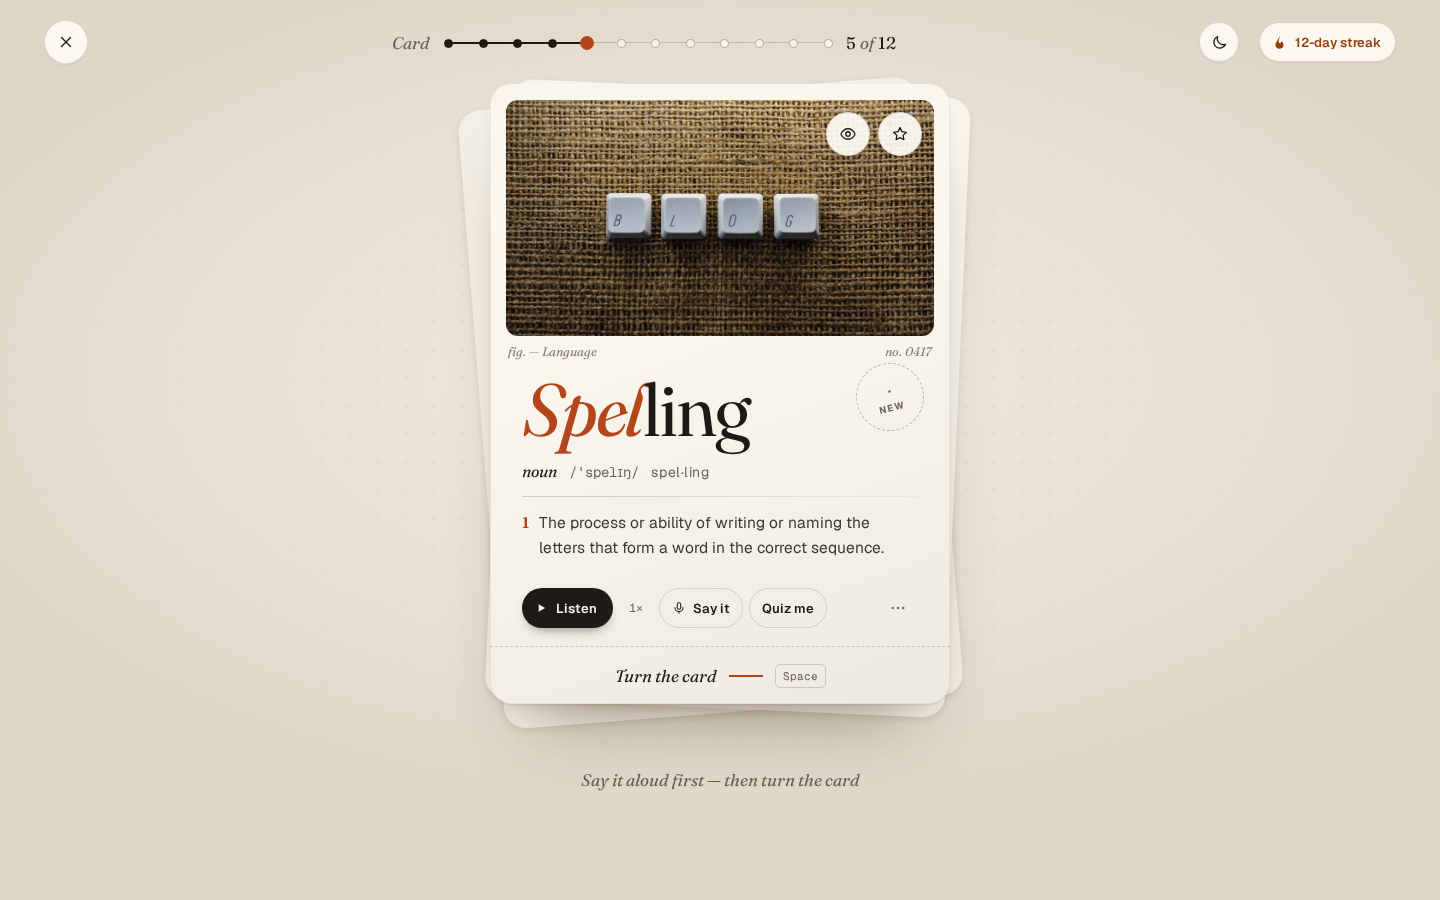 Card
5 of 12
12-day streak
B L O G
fig. — Language
no. 0417
Spelling
NEW
noun /ˈspelɪŋ/ spel·ling
1 The process or ability of writing or naming the
letters that form a word in the correct sequence.
Listen 1× Say it Quiz me
Turn the card Space
Say it aloud first — then turn the card